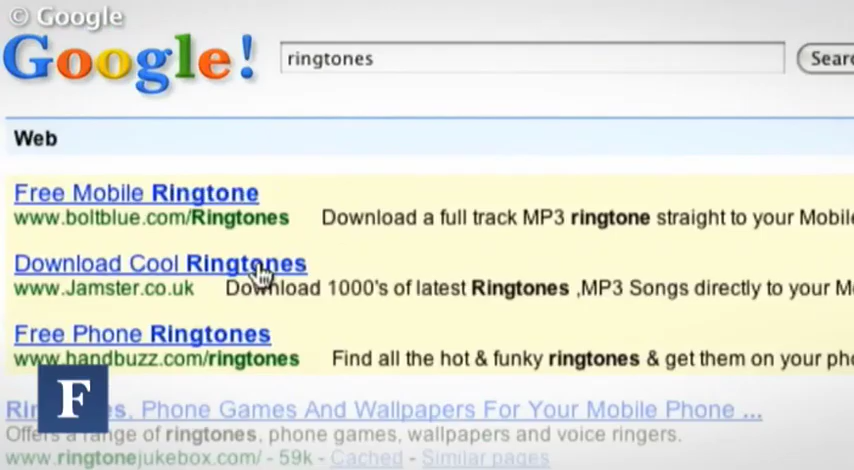 © Google
Google! ringtones
Web
Free Mobile Ringtone
www.boltblue.com/Ringtones Download a full track MP3 ringtone straight to your
Download Cool Ringtones
www.Jamster.co.uk Download 1000's of latest Ringtones ,MP3 Songs directly to your
Free Phone Ringtones
www.handbuzz.com/ringtones Find all the hot & funky ringtones & get them on your
F
, Phone Games And Wallpapers For Your Mobile Phone ...
Offers a range of ringtones, phone games, wallpapers and voice ringers.
www.ringtonejukebox.com/ - 59k - Cached - Similar pages